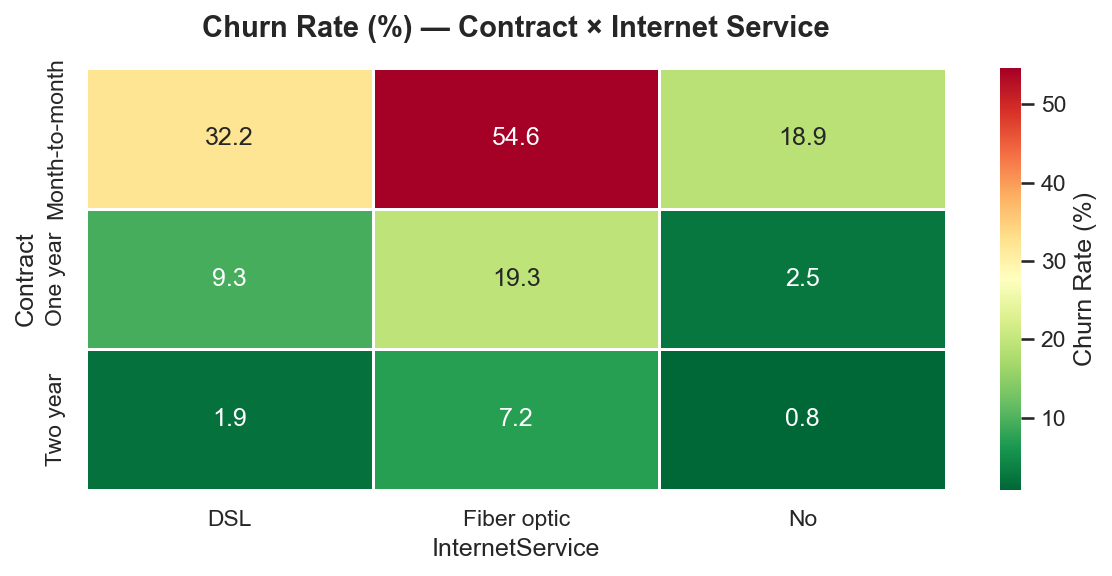 Churn Rate (%) — Contract × Internet Service
Contract
Month-to-month
32.2
54.6
18.9
One year
9.3
19.3
2.5
Two year
1.9
7.2
0.8
DSL
Fiber optic
No
InternetService
50
40
30
20
10
Churn Rate (%)